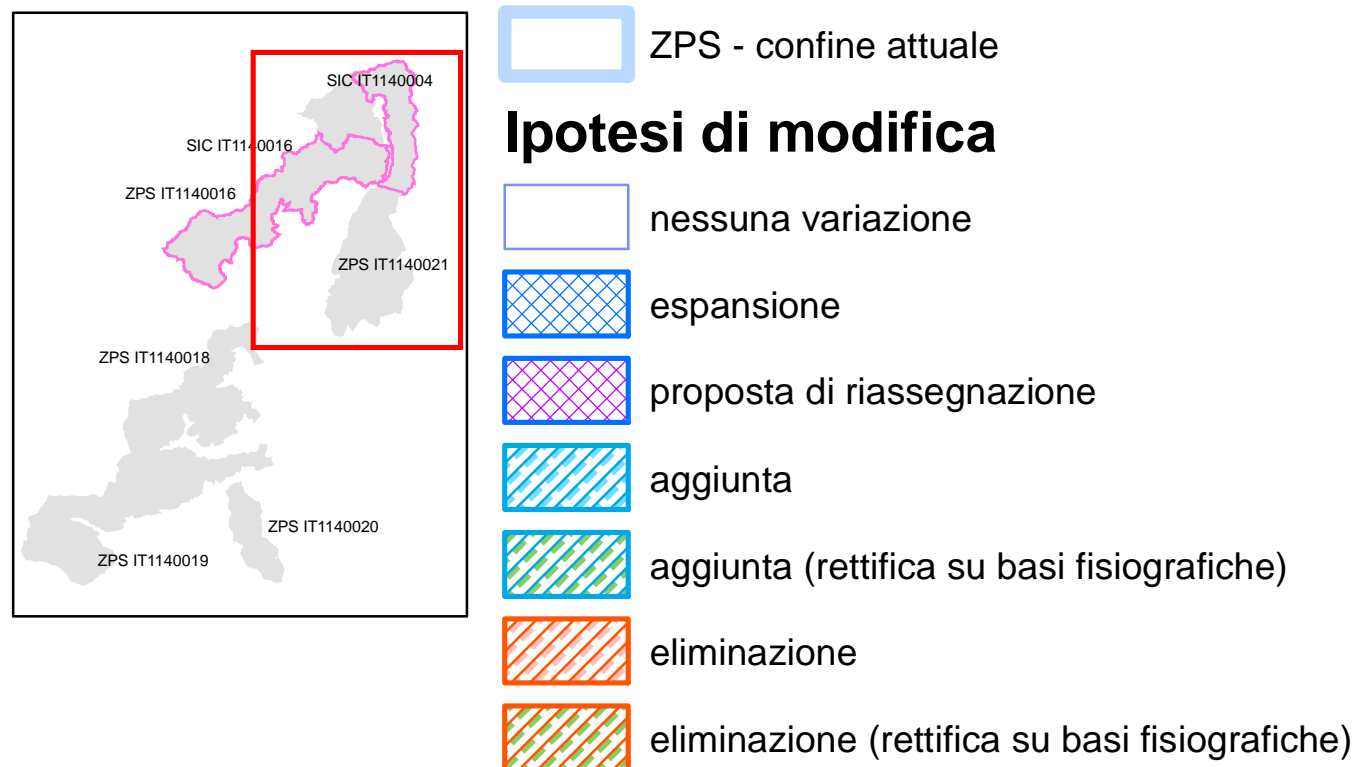 SIC IT1140004
SIC IT1140016
ZPS IT1140016
ZPS IT1140021
ZPS IT1140018
ZPS IT1140020
ZPS IT1140019
ZPS - confine attuale
Ipotesi di modifica
nessuna variazione
espansione
proposta di riassegnazione
aggiunta
aggiunta (rettifica su basi fisiografiche)
eliminazione
eliminazione (rettifica su basi fisiografiche)